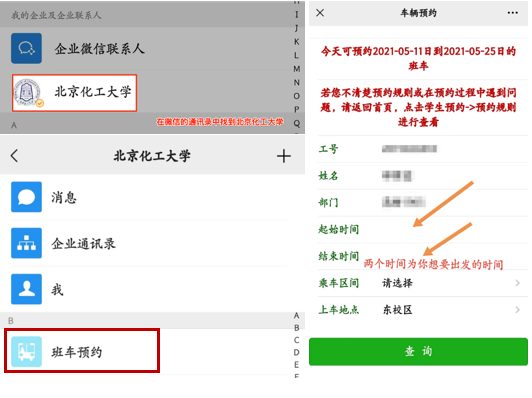 我的企业及企业联系人
企业微信联系人
北京化工大学
A
在微信的通讯录中找到北京化工大学
H
I
J
K
L
M
N
O
P
Q
北京化工大学
消息
企业通讯录
我
B
班车预约
A
B
C
D
E
车辆预约
今天可预约2021-05-11日到2021-05-25日的
班车
若您不清楚预约规则或在预约过程中遇到问
题，请返回首页，点击学生预约->预约规则
进行查看
工号
姓名
部门
起始时间
结束时间
两个时间为你想要出发的时间
乘车区间 请选择
上车地点 东校区
查 询